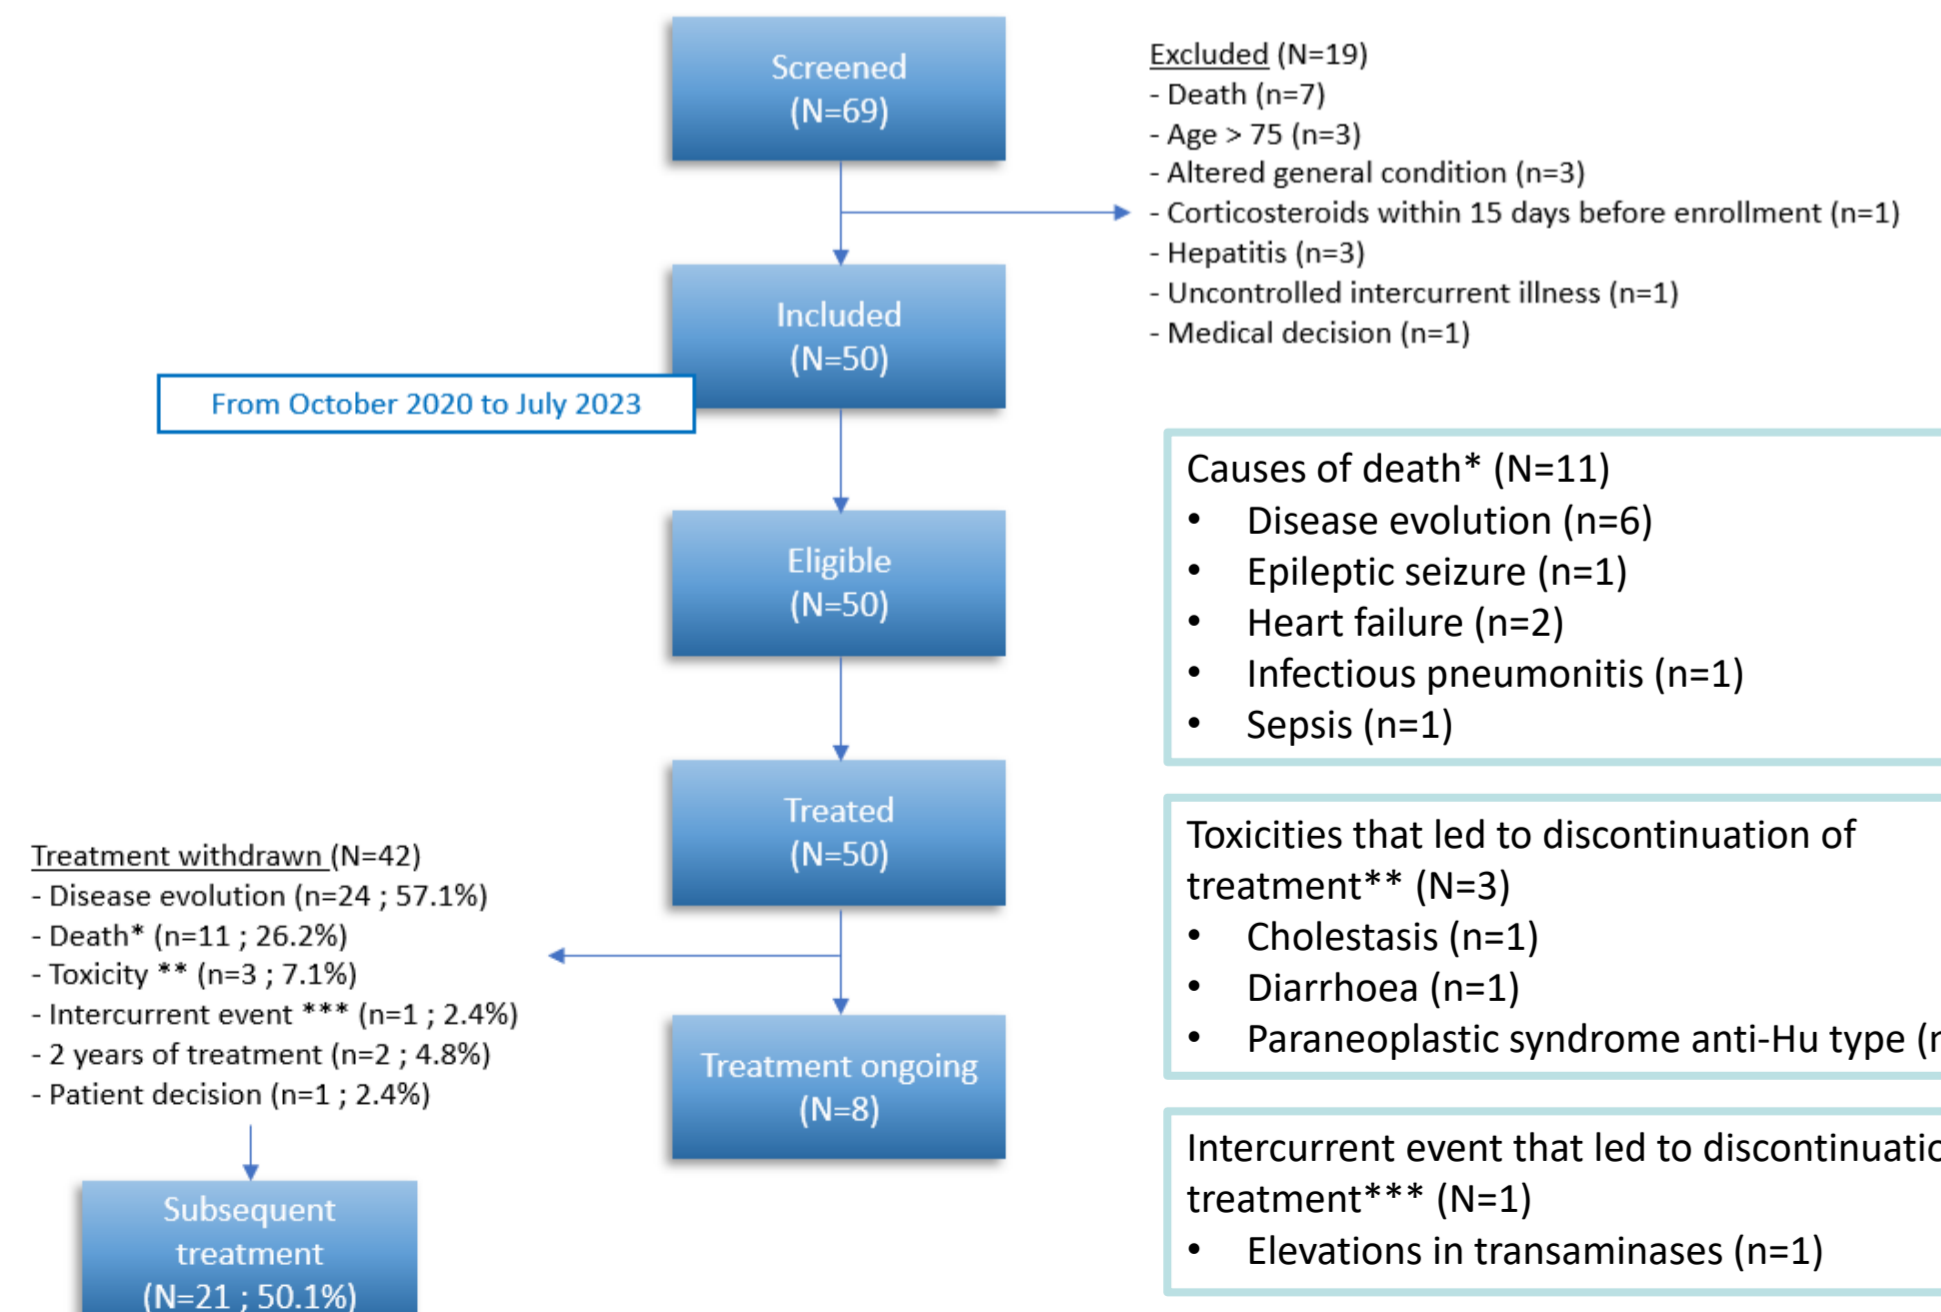 Screened
(N=69)
Excluded (N=19)
- Death (n=7)
- Age > 75 (n=3)
- Altered general condition (n=3)
- Corticosteroids within 15 days before enrollment (n=1)
- Hepatitis (n=3)
- Uncontrolled intercurrent illness (n=1)
- Medical decision (n=1)
Included
(N=50)
From October 2020 to July 2023
Eligible
(N=50)
Causes of death* (N=11)
• Disease evolution (n=6)
• Epileptic seizure (n=1)
• Heart failure (n=2)
• Infectious pneumonitis (n=1)
• Sepsis (n=1)
Treated
(N=50)
Treatment withdrawn (N=42)
- Disease evolution (n=24 ; 57.1%)
- Death* (n=11 ; 26.2%)
- Toxicity ** (n=3 ; 7.1%)
- Intercurrent event *** (n=1 ; 2.4%)
- 2 years of treatment (n=2 ; 4.8%)
- Patient decision (n=1 ; 2.4%)
Toxicities that led to discontinuation of
treatment** (N=3)
• Cholestasis (n=1)
• Diarrhoea (n=1)
• Paraneoplastic syndrome anti-Hu type (
Treatment ongoing
(N=8)
Intercurrent event that led to
treatment*** (N=1)
• Elevations in transaminases (n=1)
Subsequent
treatment
(N=21 ; 50.1%)